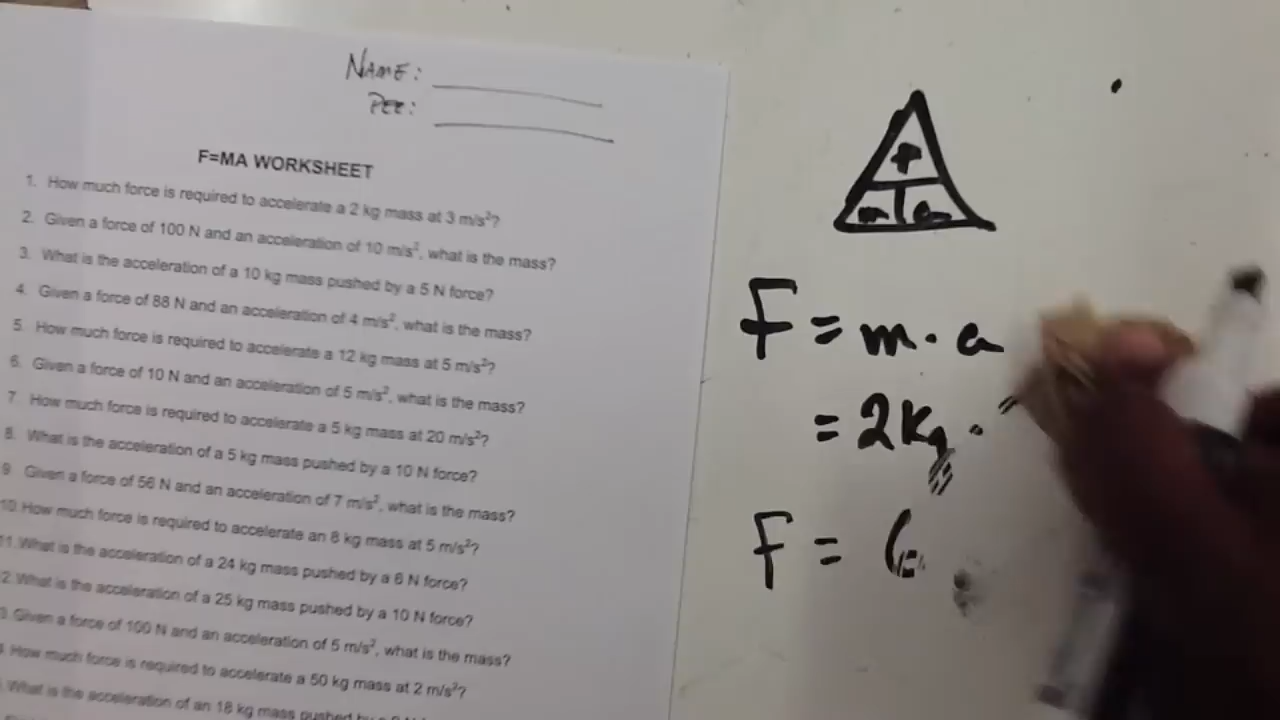 NAME:
PER:
F=MA WORKSHEET
1. How much force is required to accelerate a 2 kg mass at 3 m/s²?
2. Given a force of 100 N and an acceleration of 10 m/s², what is the mass?
3. What is the acceleration of a 10 kg mass pushed by a 5 N force?
4. Given a force of 88 N and an acceleration of 4 m/s², what is the mass?
5. How much force is required to accelerate a 12 kg mass at 5 m/s²?
6. Given a force of 10 N and an acceleration of 5 m/s², what is the mass?
7. How much force is required to accelerate a 5 kg mass at 20 m/s²?
8. What is the acceleration of a 5 kg mass pushed by a 10 N force?
9. Given a force of 56 N and an acceleration of 7 m/s², what is the mass?
10. How much force is required to accelerate an 8 kg mass at 5 m/s²?
11. What is the acceleration of a 24 kg mass pushed by a 6 N force?
2. What is the acceleration of a 25 kg mass pushed by a 10 N force?
3. Given a force of 100 N and an acceleration of 5 m/s², what is the mass?
How much force is required to accelerate a 50 kg mass at 2 m/s²?
What is the acceleration of an 18 kg mass pushed
F
m a
F = m · a
= 2kg ·
F =